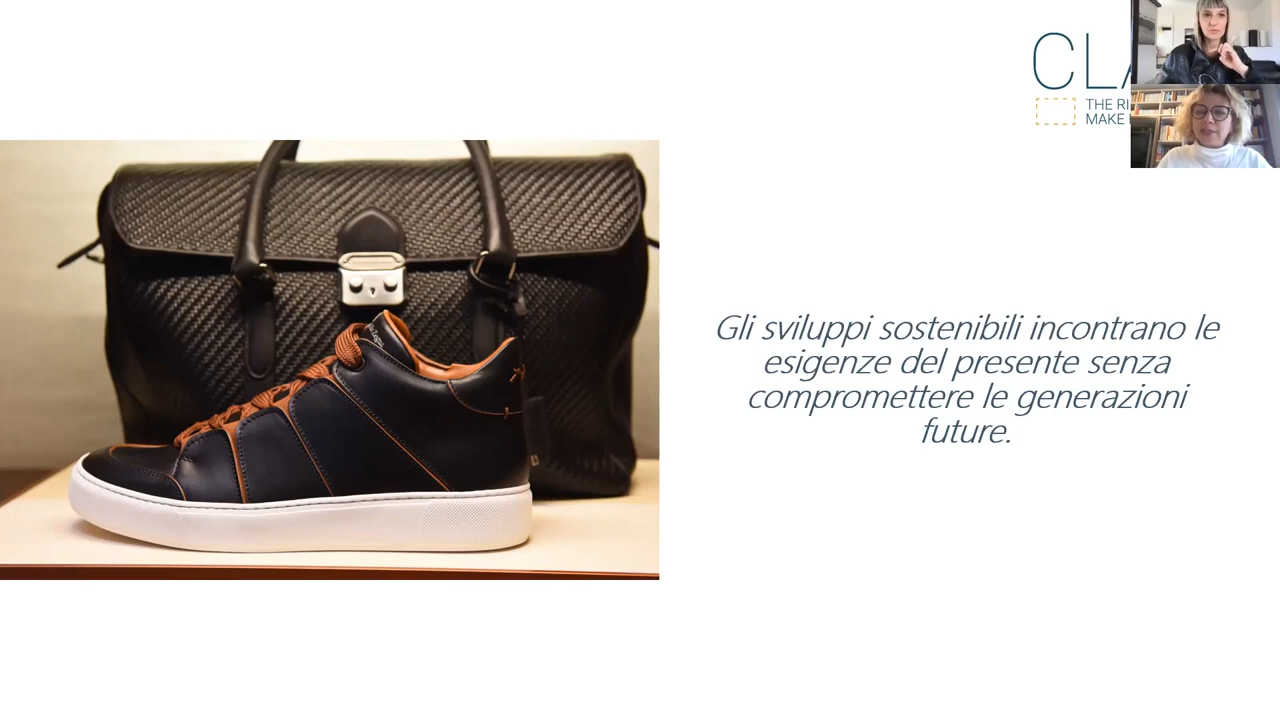 CL
THE
MAKE
Gli sviluppi sostenibili incontrano le
esigenze del presente senza
compromettere le generazioni
future.